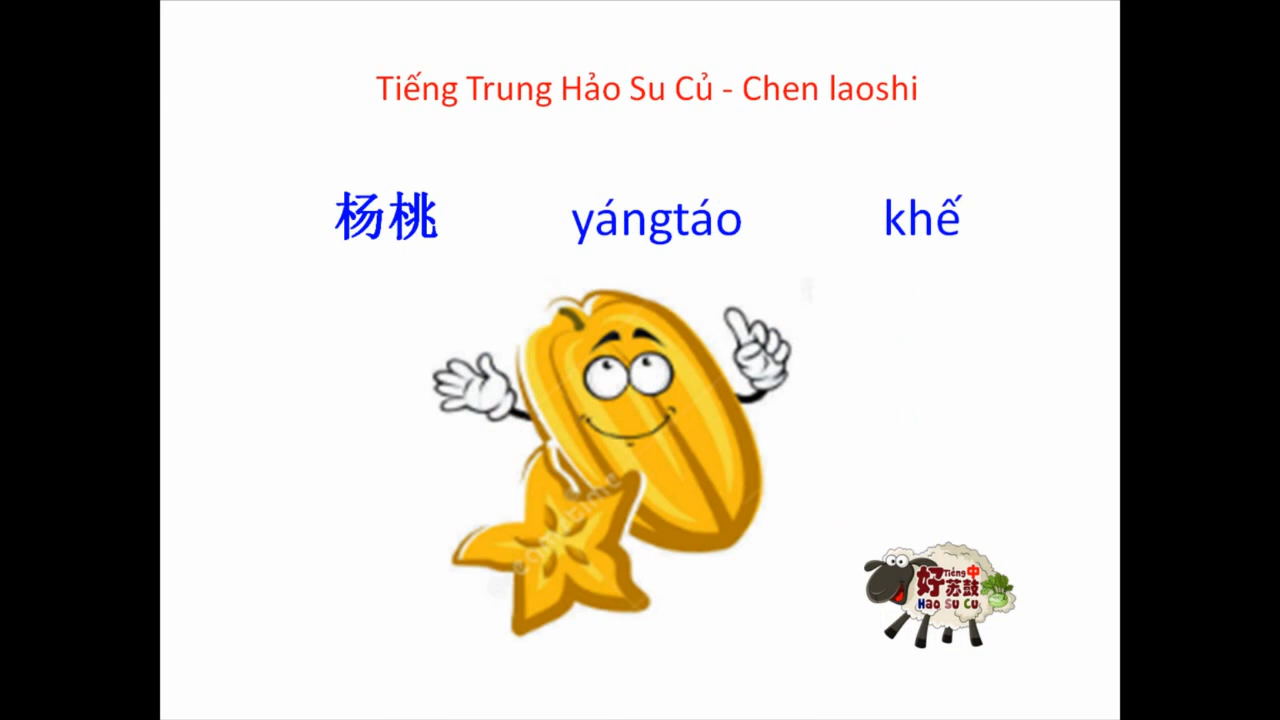 Tiếng Trung Hảo Su Củ - Chen laoshi
杨桃 yángtáo khế
Tiếng 中
好 苏鼓
Hao Su Cu